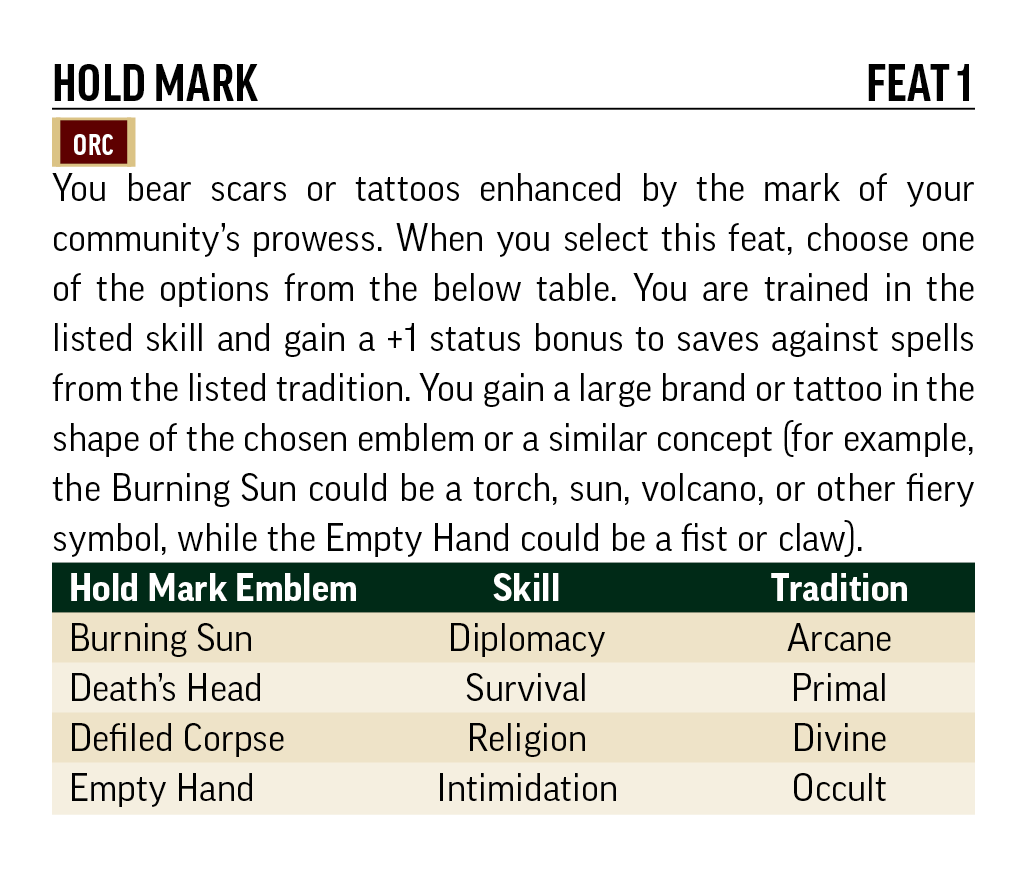 HOLD MARK FEAT 1
ORC
You bear scars or tattoos enhanced by the mark of your
community’s prowess. When you select this feat, choose one
of the options from the below table. You are trained in the
listed skill and gain a +1 status bonus to saves against spells
from the listed tradition. You gain a large brand or tattoo in the
shape of the chosen emblem or a similar concept (for example,
the Burning Sun could be a torch, sun, volcano, or other fiery
symbol, while the Empty Hand could be a fist or claw).
Hold Mark Emblem Skill Tradition
Burning Sun Diplomacy Arcane
Death’s Head Survival Primal
Defiled Corpse Religion Divine
Empty Hand Intimidation Occult